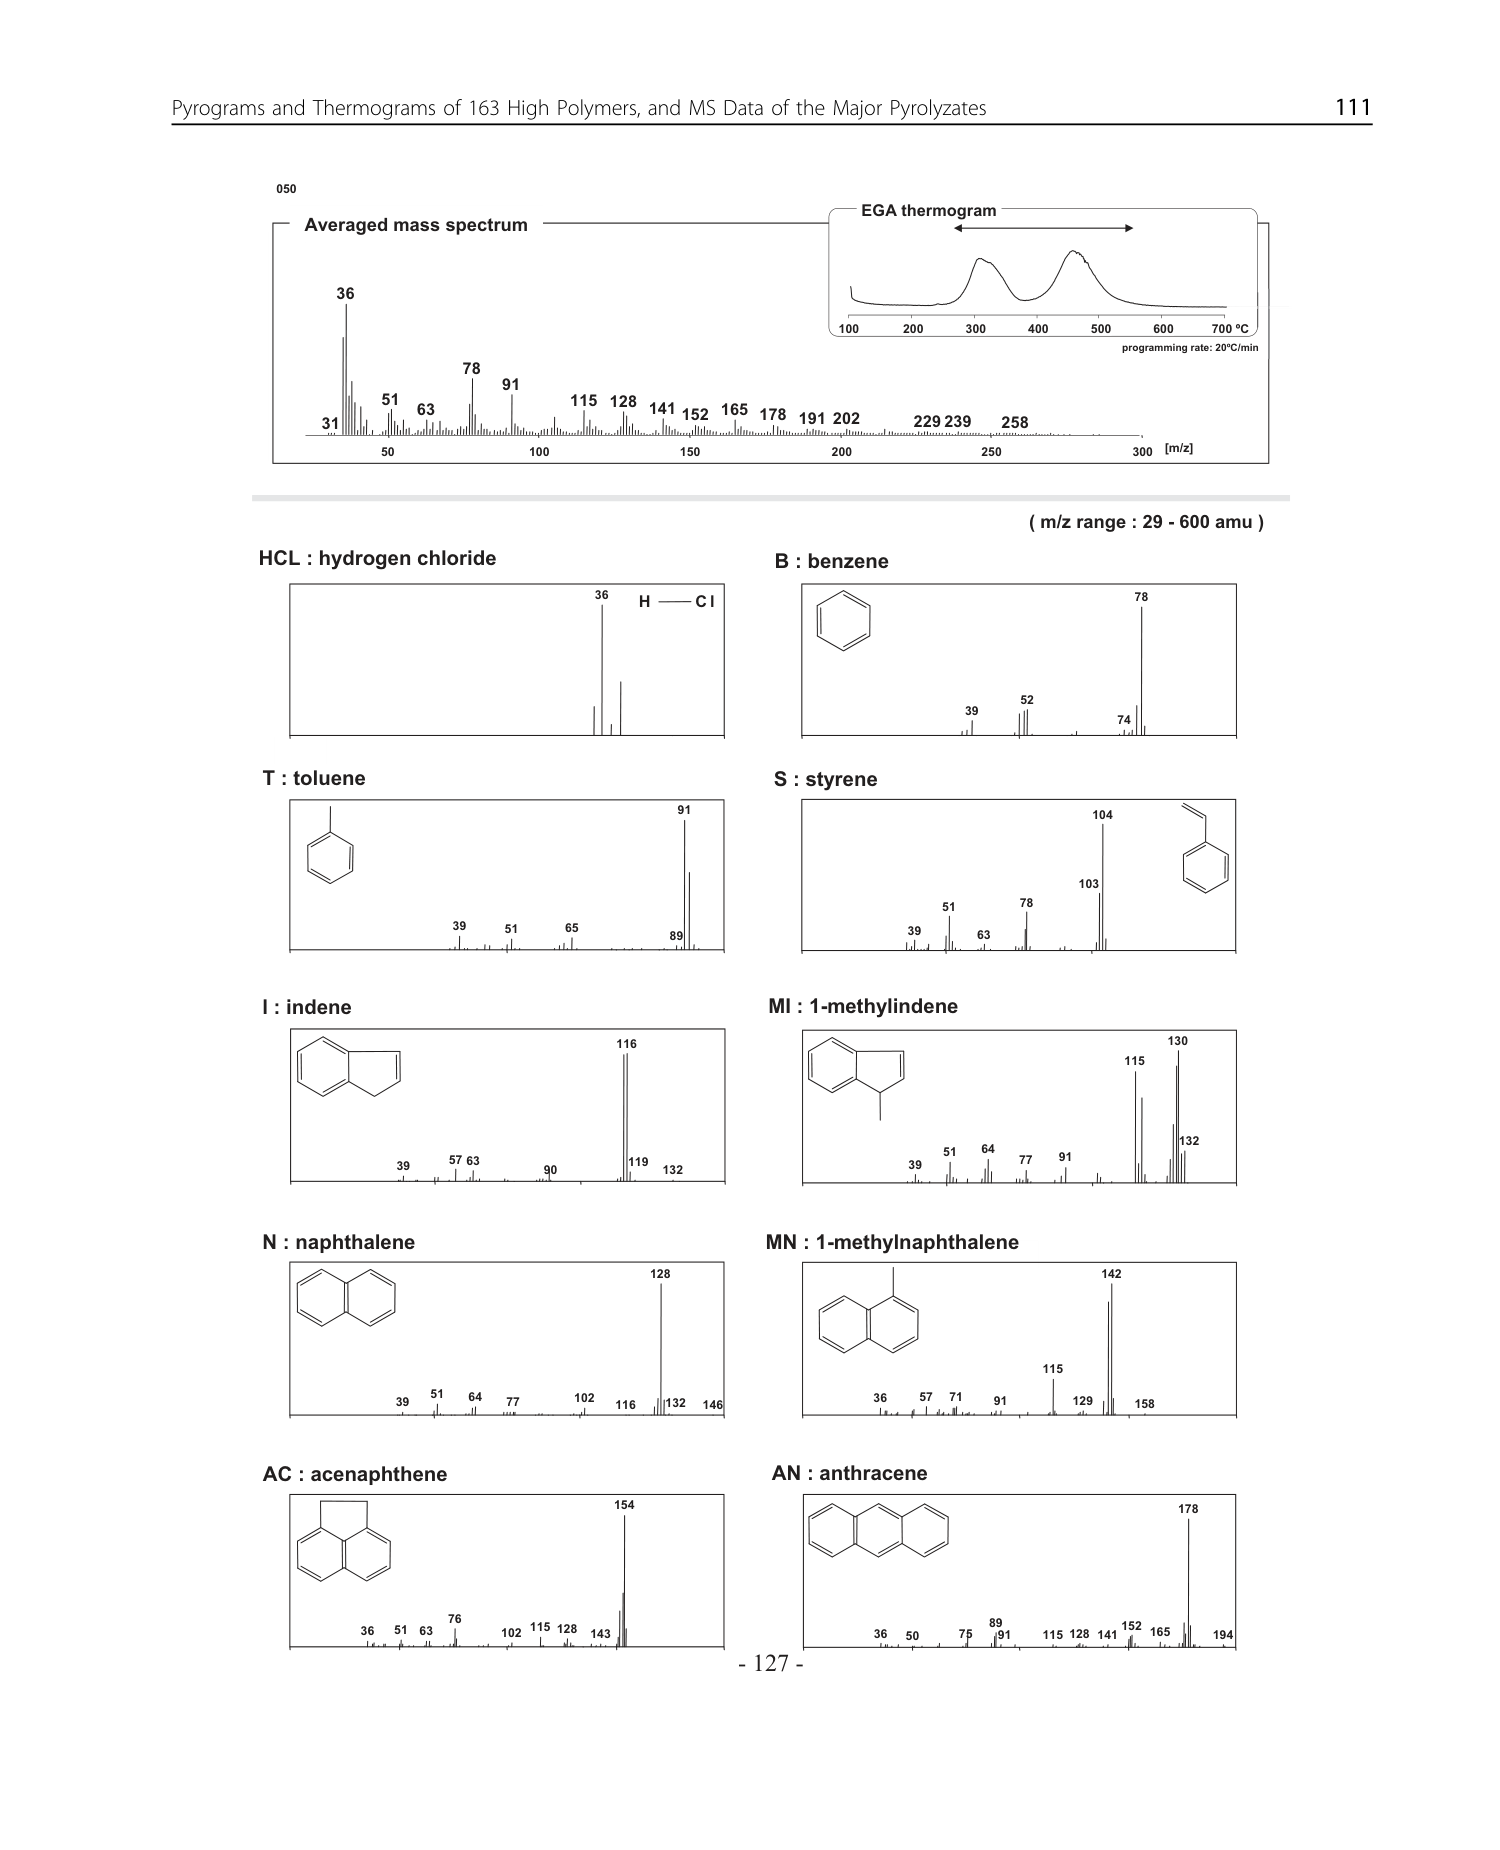 Pyrograms and Thermograms of 163 High Polymers, and MS Data of the Major Pyrolyzates 111
050
Averaged mass spectrum
EGA thermogram
100 200 300 400 500 600 700 ºC
programming rate: 20ºC/min
36
78
91
51
63
31
115 128 141 152 165 178 191 202 229 239 258
50 100 150 200 250 300 [m/z]
( m/z range : 29 - 600 amu )
HCL : hydrogen chloride
36
H Cl
B : benzene
78
52
39
74
T : toluene
91
39 51 65 89
S : styrene
104
103
51 78
39 63
I : indene
116
39 57 63 90 119 132
MI : 1-methylindene
130
115
132
39 51 64 77 91
N : naphthalene
128
39 51 64 77 102 116 132 146
MN : 1-methylnaphthalene
142
115
36 57 71 91 129 158
AC : acenaphthene
154
36 51 63 76 102 115 128 143
AN : anthracene
178
36 50 75 89 91 115 128 141 152 165 194
- 127 -